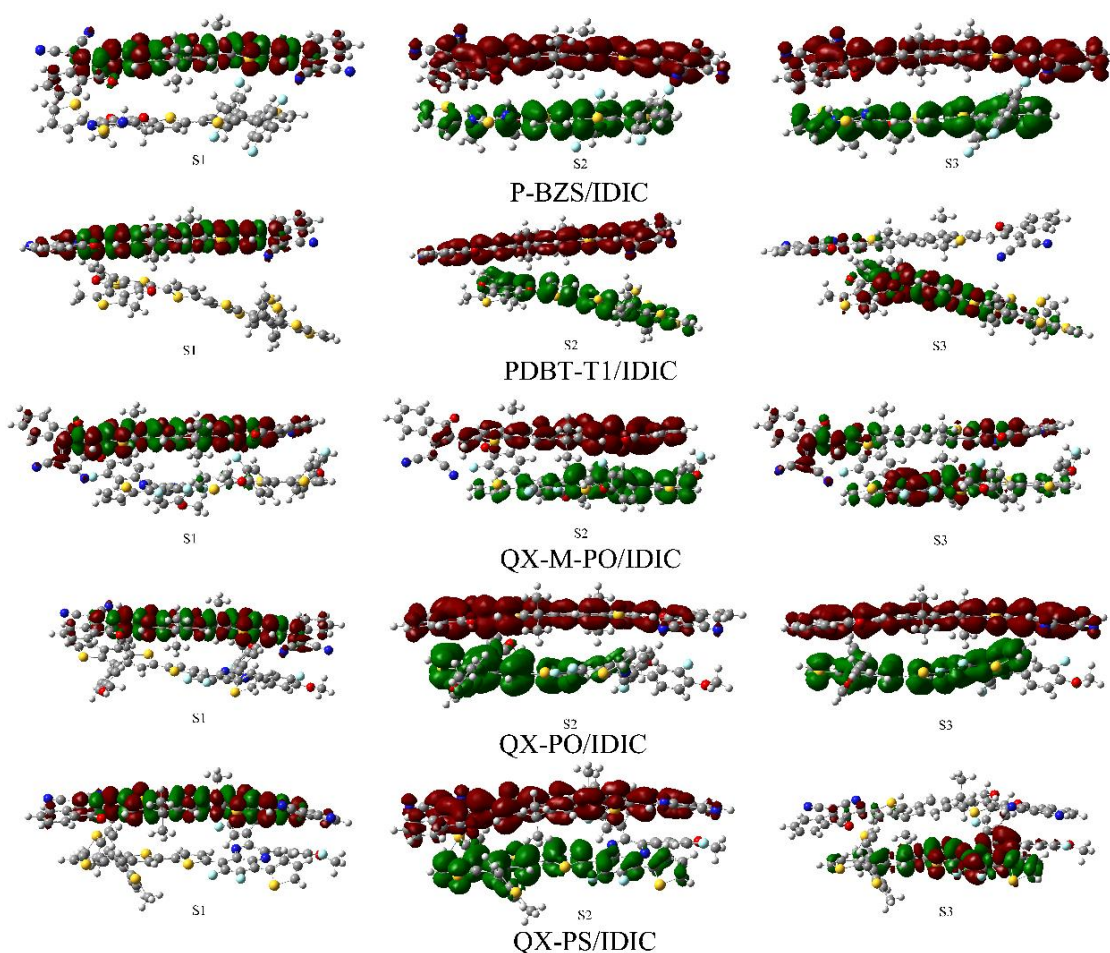 S1
S2
S3
P-BZS/IDIC
S1
S2
S3
PDBT-T1/IDIC
S1
S2
S3
QX-M-PO/IDIC
S1
S2
S3
QX-PO/IDIC
S1
S2
S3
QX-PS/IDIC